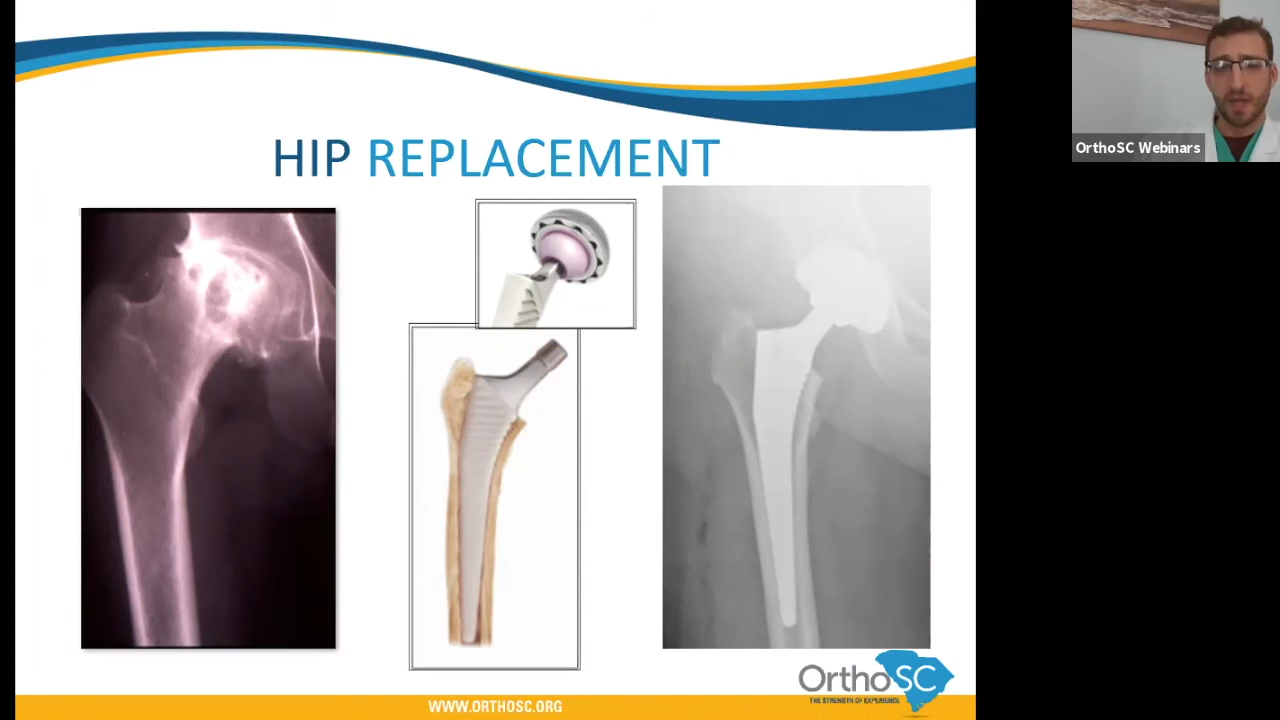 HIP REPLACEMENT
OrthoSC Webinars
OrthoSC
THE STRENGTH OF EXPERIENCE
WWW.ORTHOSC.ORG